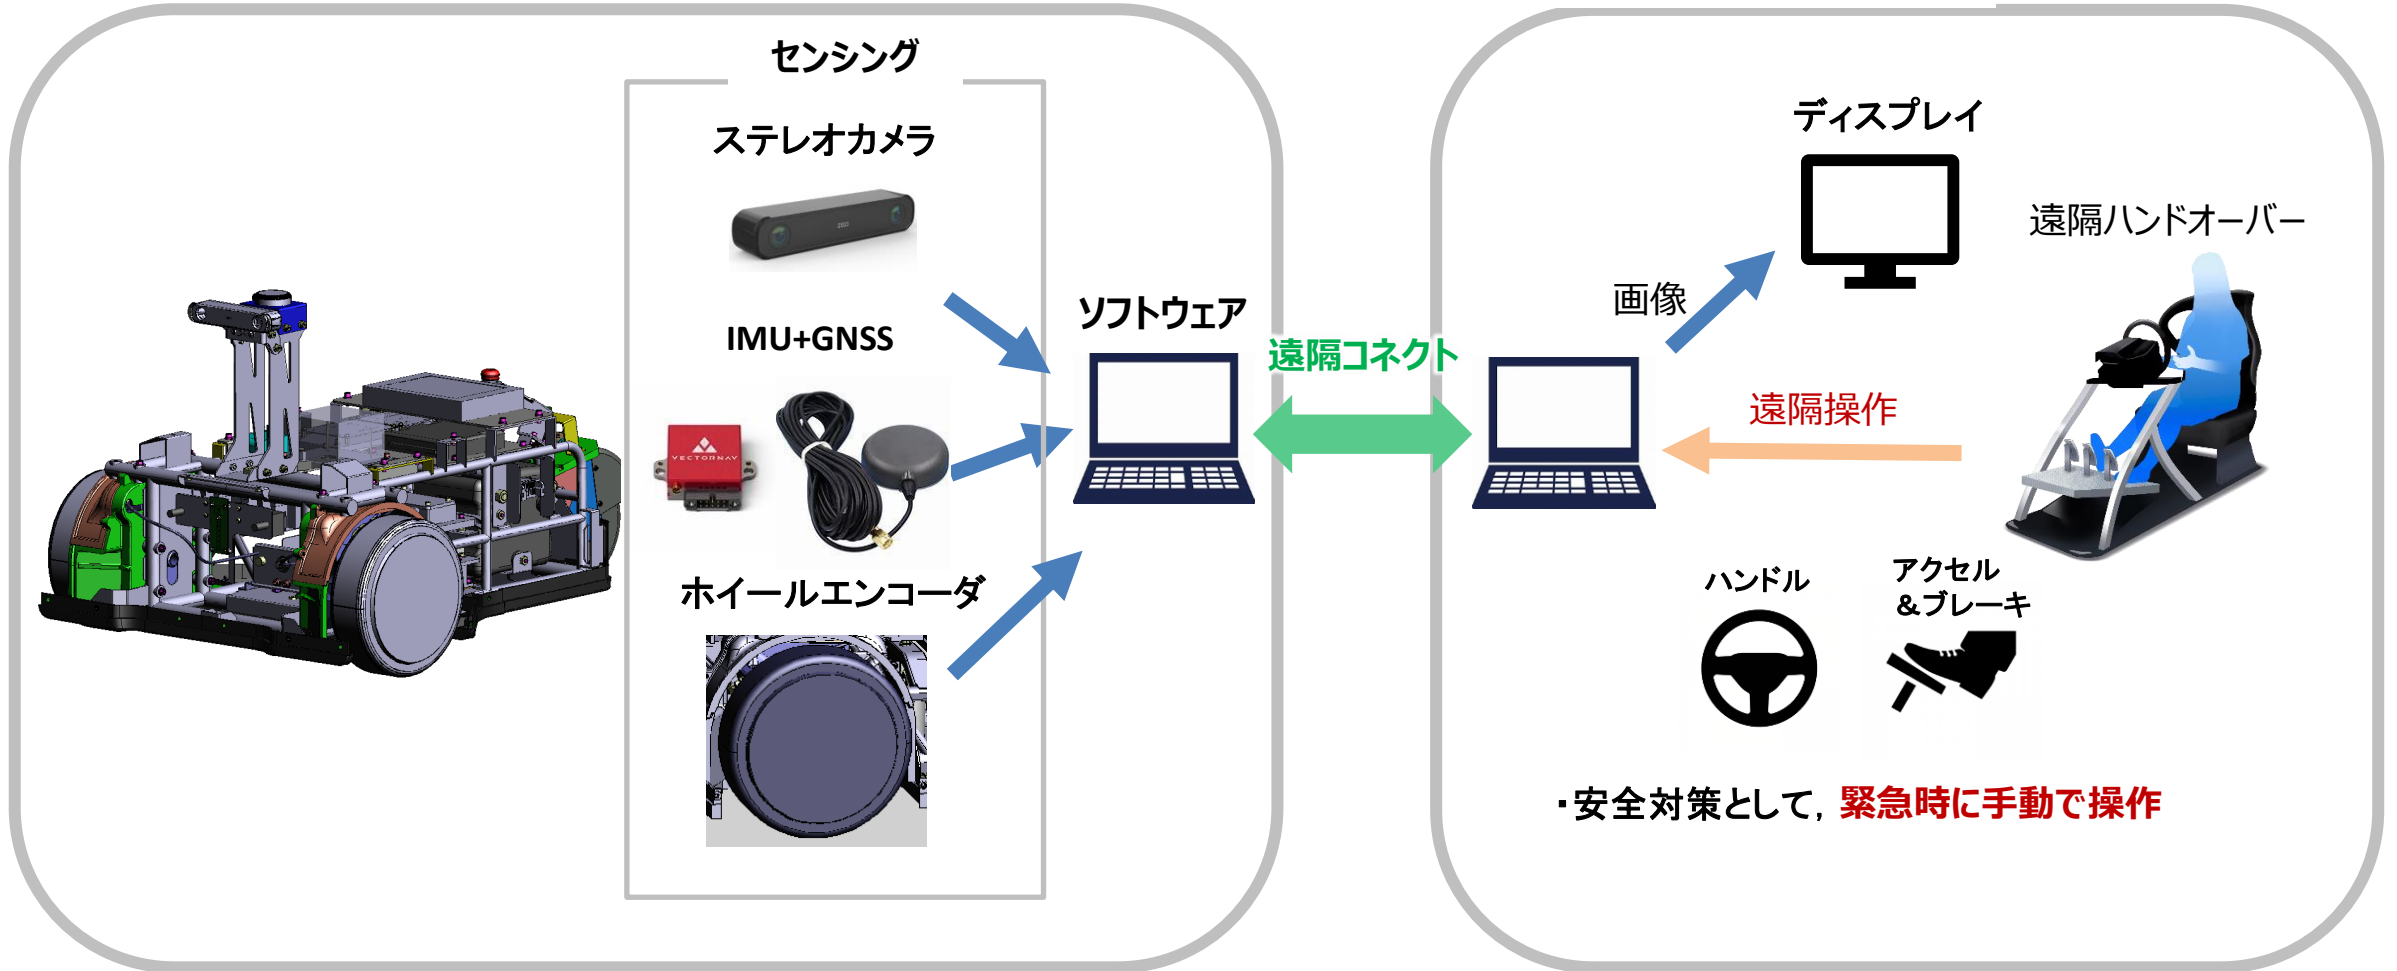 センシング
ステレオカメラ
IMU+GNSS
VECTORNAV
ホイールエンコーダ
ソフトウェア
遠隔コネクト
ディスプレイ
画像
遠隔ハンドオーバー
遠隔操作
ハンドル
アクセル
&ブレーキ
・安全対策として,緊急時に手動で操作